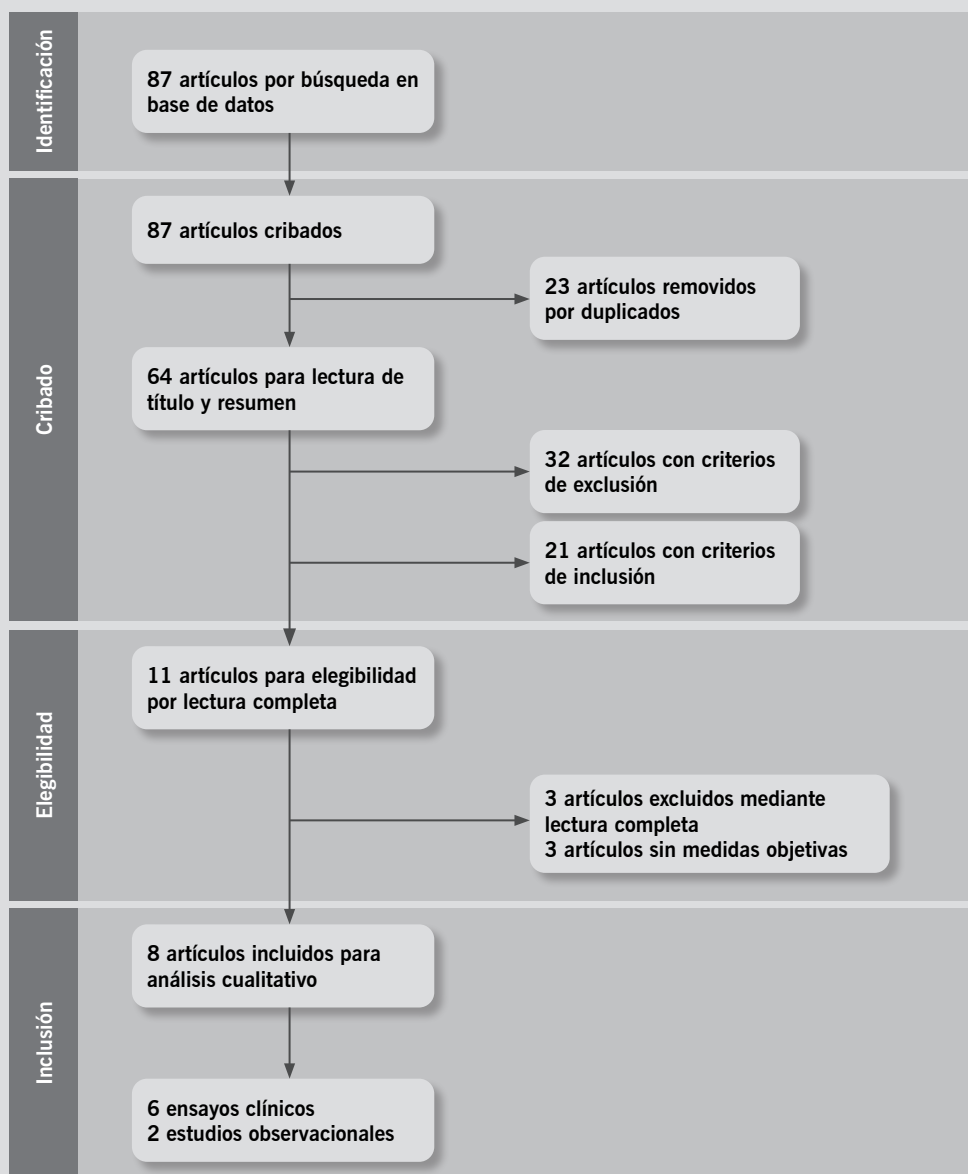 Identificación
87 artículos por búsqueda en
base de datos
Cribado
87 artículos cribados
23 artículos removidos
por duplicados
64 artículos para lectura de
título y resumen
32 artículos con criterios
de exclusión
21 artículos con criterios
de inclusión
Elegibilidad
11 artículos para elegibilidad
por lectura completa
3 artículos excluidos mediante
lectura completa
3 artículos sin medidas objetivas
Inclusión
8 artículos incluidos para
análisis cualitativo
6 ensayos clínicos
2 estudios observacionales